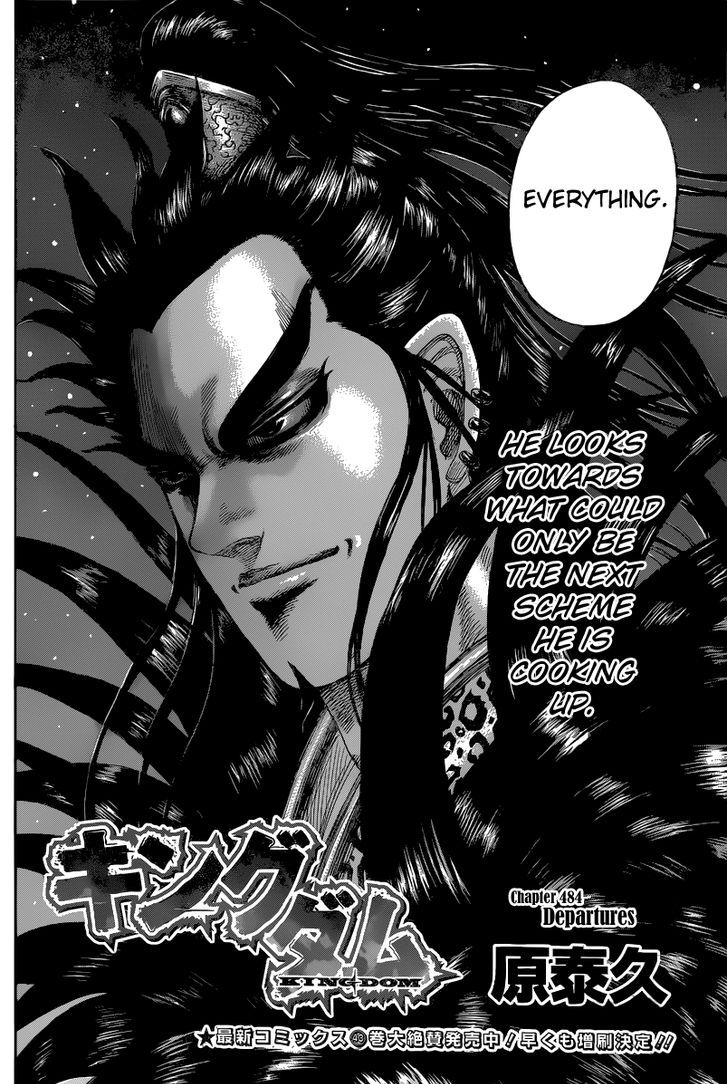 EVERYTHING.
HE LOOKS
TOWARDS
WHAT COULD
ONLY BE
THE NEXT
SCHEME
HE IS
COOKING
UP.
キングダム
KINGDOM
Chapter 484
Departures
原泰久
★最新コミックス㊸巻大絶賛発売中!早くも増刷決定!!